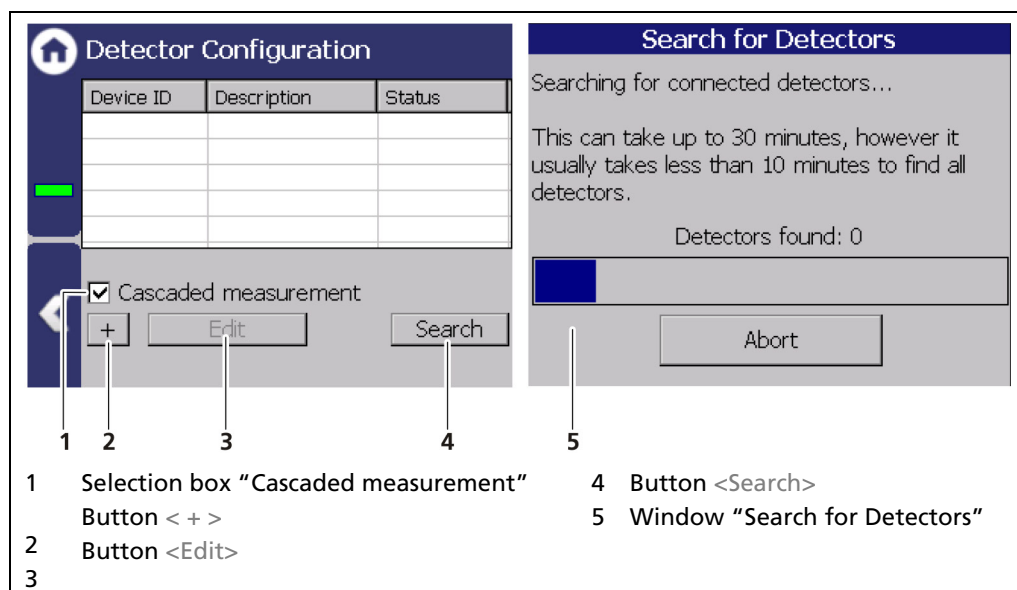 Detector Configuration
Device ID Description Status
Cascaded measurement
+ Edit Search
Search for Detectors
Searching for connected detectors...
This can take up to 30 minutes, however it
usually takes less than 10 minutes to find all
detectors.
Detectors found: 0
Abort
1 2 3 4 5
1 Selection box “Cascaded measurement”
Button < + >
2 Button <Edit>
3
4 Button <Search>
5 Window “Search for Detectors”